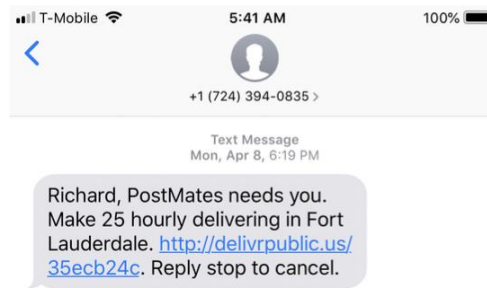 T-Mobile 5:41 AM 100%
+1 (724) 394-0835 >
Text Message
Mon, Apr 8, 6:19 PM
Richard, PostMates needs you.
Make 25 hourly delivering in Fort
Lauderdale. http://delivrpublic.us/
35ecb24c. Reply stop to cancel.